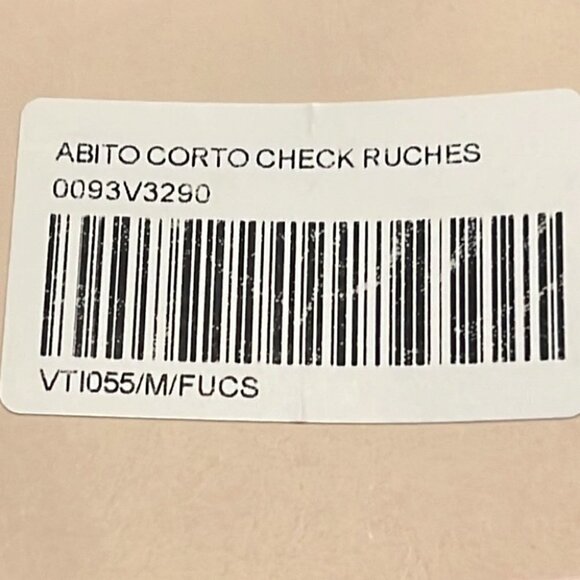 ABITO CORTO CHECK RUCHES
0093V3290
VTI055/M/FUCS